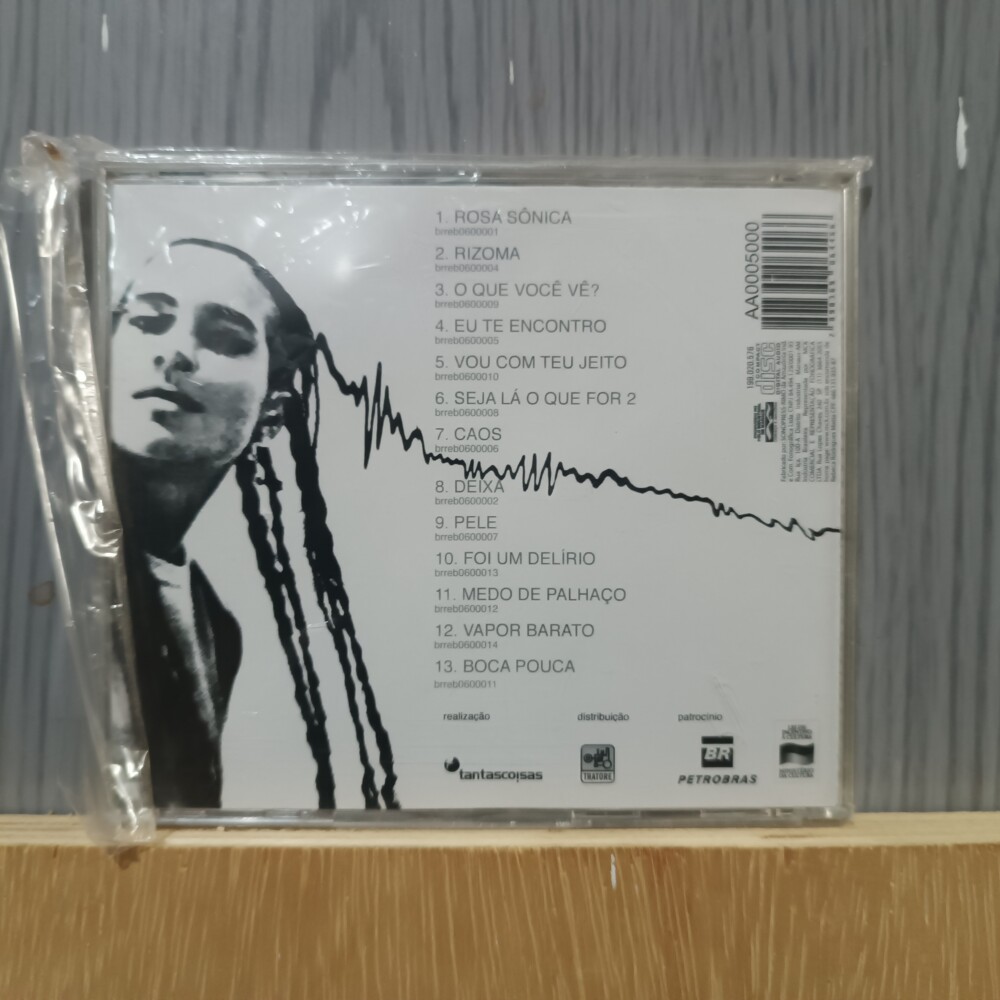 1. ROSA SÔNICA
brreb0600001
2. RIZOMA
brreb0600004
3. O QUE VOCÊ VÊ?
brreb0600009
4. EU TE ENCONTRO
brreb0600005
5. VOU COM TEU JEITO
brreb0600010
6. SEJA LÁ O QUE FOR 2
brreb0600008
7. CAOS
brreb0600006
8. DEIXA
brreb0600002
9. PELE
brreb0600007
10. FOI UM DELÍRIO
brreb0600013
11. MEDO DE PALHAÇO
brreb0600012
12. VAPOR BARATO
brreb0600014
13. BOCA POUCA
brreb0600011
realização
distribuição
patrocínio
tantascoisas
TRATORE
BR
PETROBRAS
AA0005000
199.020.576